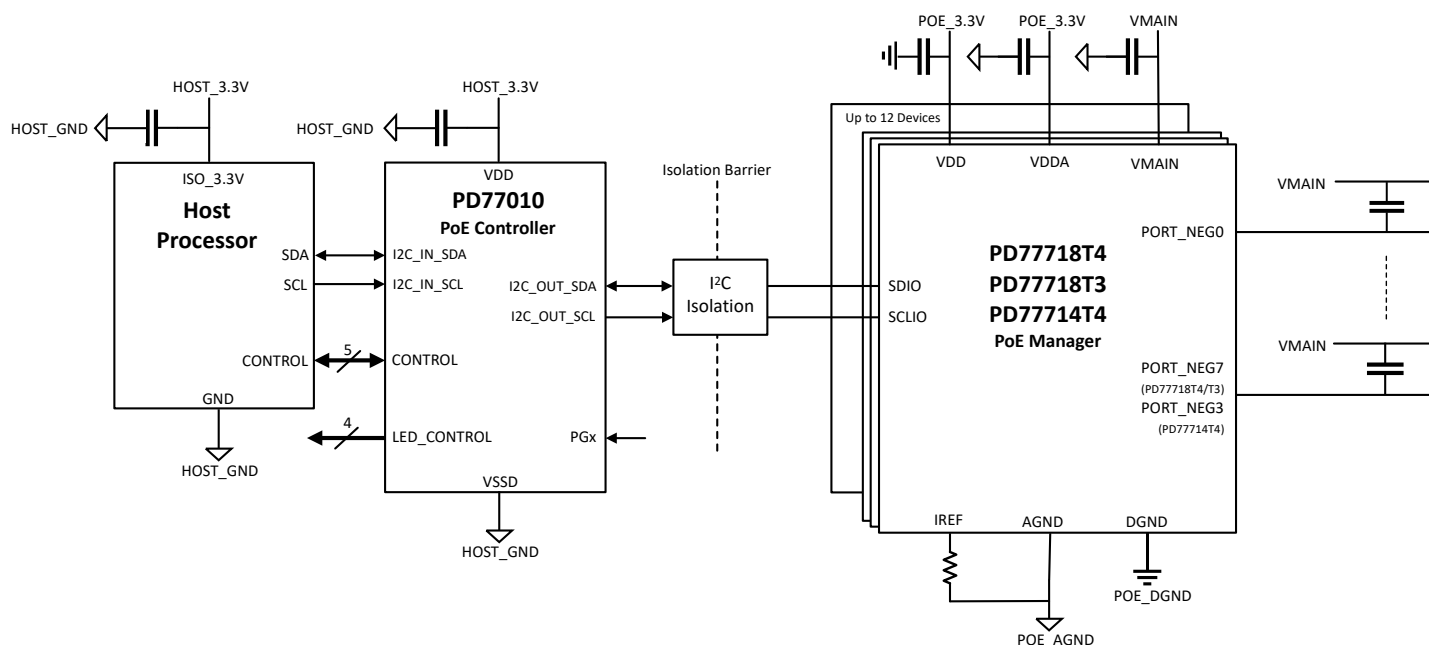 POE_3.3V
POE_3.3V
VMAIN
HOST_3.3V
HOST_3.3V
HOST_GND
HOST_GND
Up to 12 Devices
ISO_3.3V
Host
Processor
SDA
SCL
CONTROL
GND
HOST_GND
5
4
VDD
PD77010
PoE Controller
I2C_IN_SDA
I2C_IN_SCL
I2C_OUT_SDA
I2C_OUT_SCL
CONTROL
LED_CONTROL
PGx
VSSD
HOST_GND
Isolation Barrier
I²C
Isolation
VDD
VDDA
VMAIN
PORT_NEG0
PD77718T4
PD77718T3
PD77714T4
PoE Manager
SDIO
SCLIO
PORT_NEG7
(PD77718T4/T3)
PORT_NEG3
(PD77714T4)
IREF
AGND
DGND
POE_DGND
POE_AGND
VMAIN
VMAIN